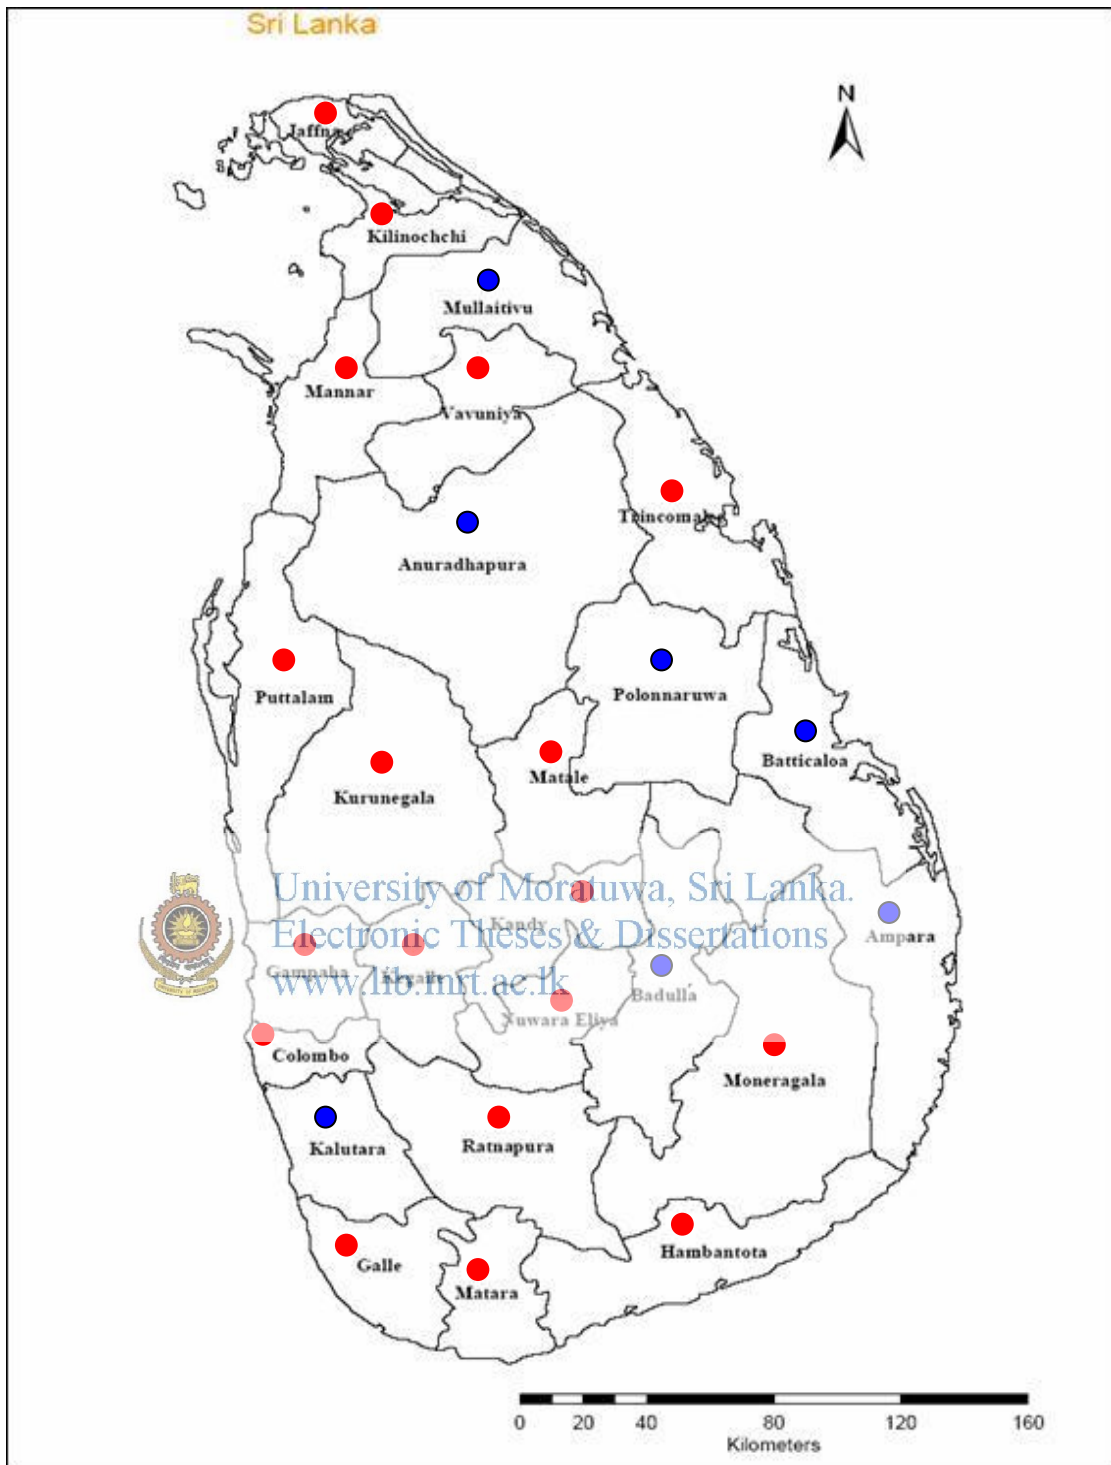 Sri Lanka
N
Jaffna
Kilinochchi
Mullaitivu
Mannar
Vavuniya
Trincomalee
Anuradhapura
Puttalam
Polonnaruwa
Batticaloa
Matale
Kurunegala
University of Moratuwa, Sri Lanka.
Kandy
Electronic Theses & Dissertations
Ampara
Gampaha
Kegalle
www.lib.mrt.ac.lk
Badulla
Nuwara Eliya
Colombo
Moneragala
Kalutara
Ratnapura
Hambantota
Galle
Matara
0 20 40 80 120 160
Kilometers